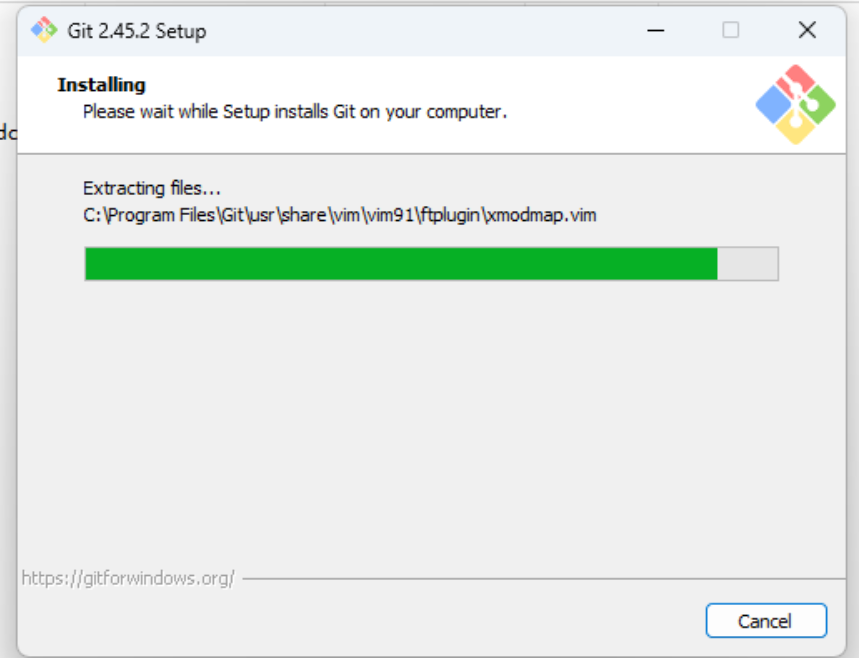 Git 2.45.2 Setup
Installing
Please wait while Setup installs Git on your computer.
Extracting files...
C:\Program Files\Git\usr\share\vim\vim91\ftplugin\xmodmap.vim
https://gitforwindows.org/
Cancel